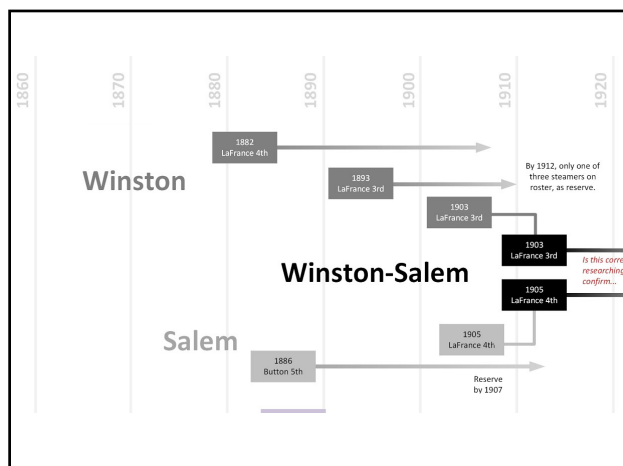 1860
1870
1880
1890
1900
1910
1920
1882
LaFrance 4th
Winston
1893
LaFrance 3rd
By 1912, only one of
three steamers on
roster, as reserve.
1903
LaFrance 3rd
1903
LaFrance 3rd
Winston-Salem
Is this corre
researching
confirm...
1905
LaFrance 4th
Salem
1905
LaFrance 4th
1886
Button 5th
Reserve
by 1907